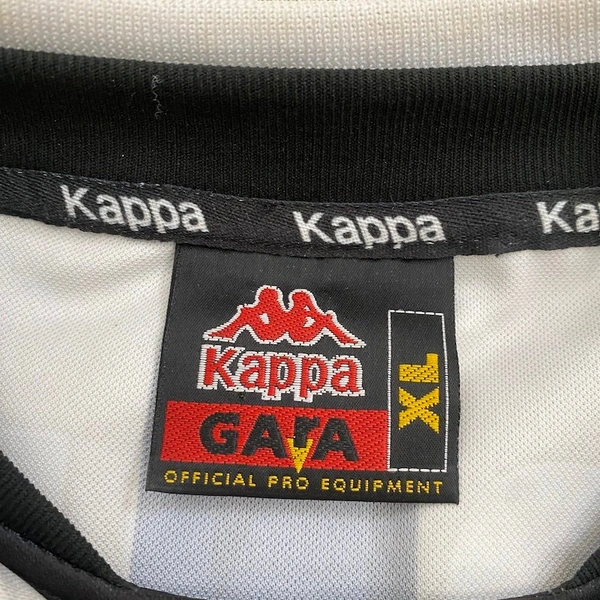 Kappa Kappa Ka
Kappa
GARA
XL
OFFICIAL PRO EQUIPMENT